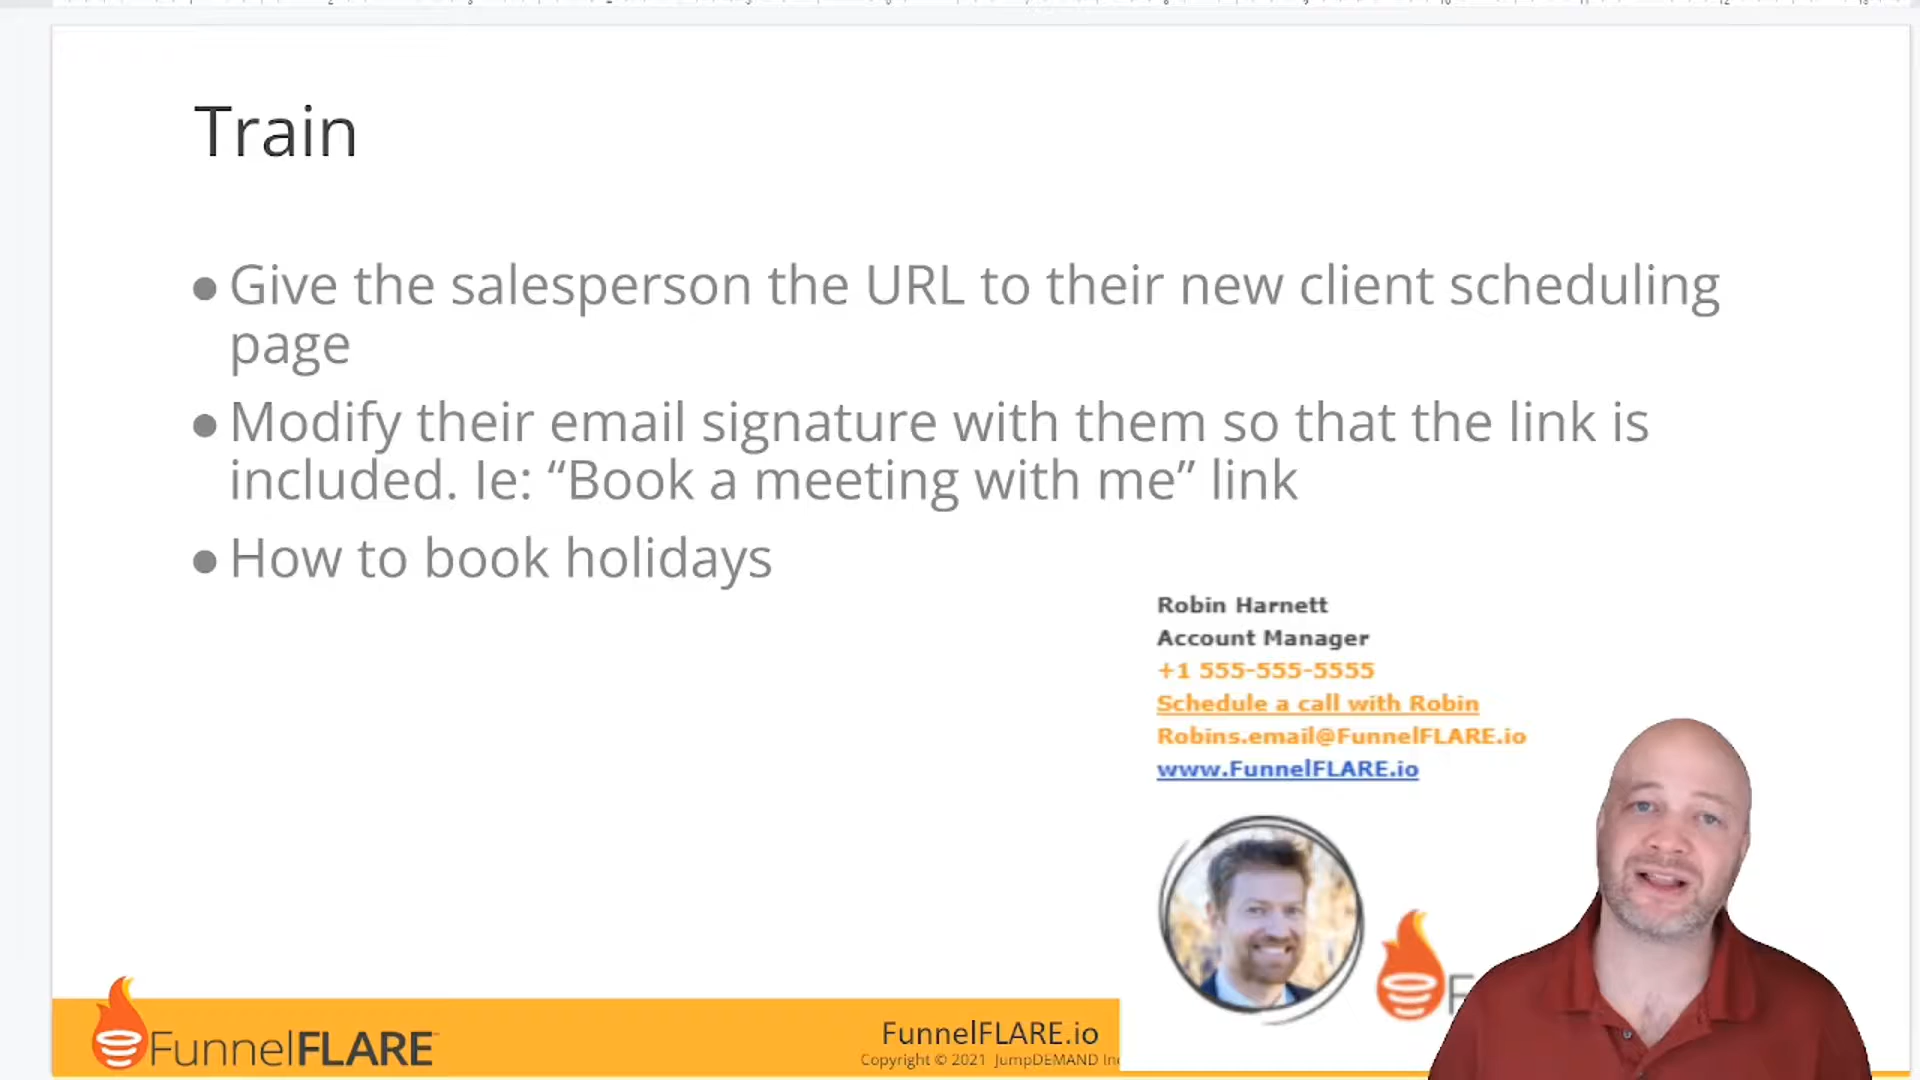 Train
● Give the salesperson the URL to their new client scheduling
page
● Modify their email signature with them so that the link is
included. Ie: “Book a meeting with me” link
● How to book holidays
Robin Harnett
Account Manager
+1 555-555-5555
Schedule a call with Robin
Robins.email@FunnelFLARE.io
www.FunnelFLARE.io
F
FunnelFLARE
FunnelFLARE.io
Copyright © 2021 JumpDEMAND Inc